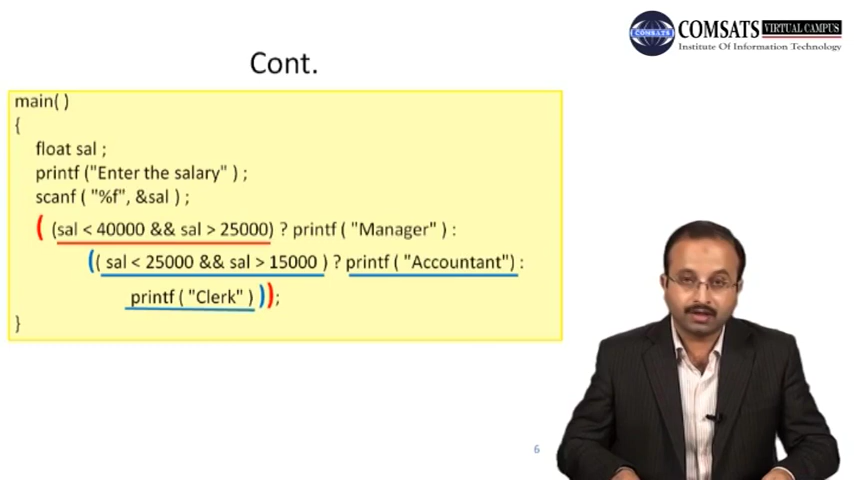 COMSATS
COMSATS VIRTUAL CAMPUS
Institute Of Information Technology
Cont.
main( )
{
float sal ;
printf ("Enter the salary" ) ;
scanf ( "%f", &sal ) ;
( (sal < 40000 && sal > 25000) ? printf ( "Manager" ) :
(( sal < 25000 && sal > 15000 ) ? printf ( "Accountant") :
printf ( "Clerk" ) ));
}
6